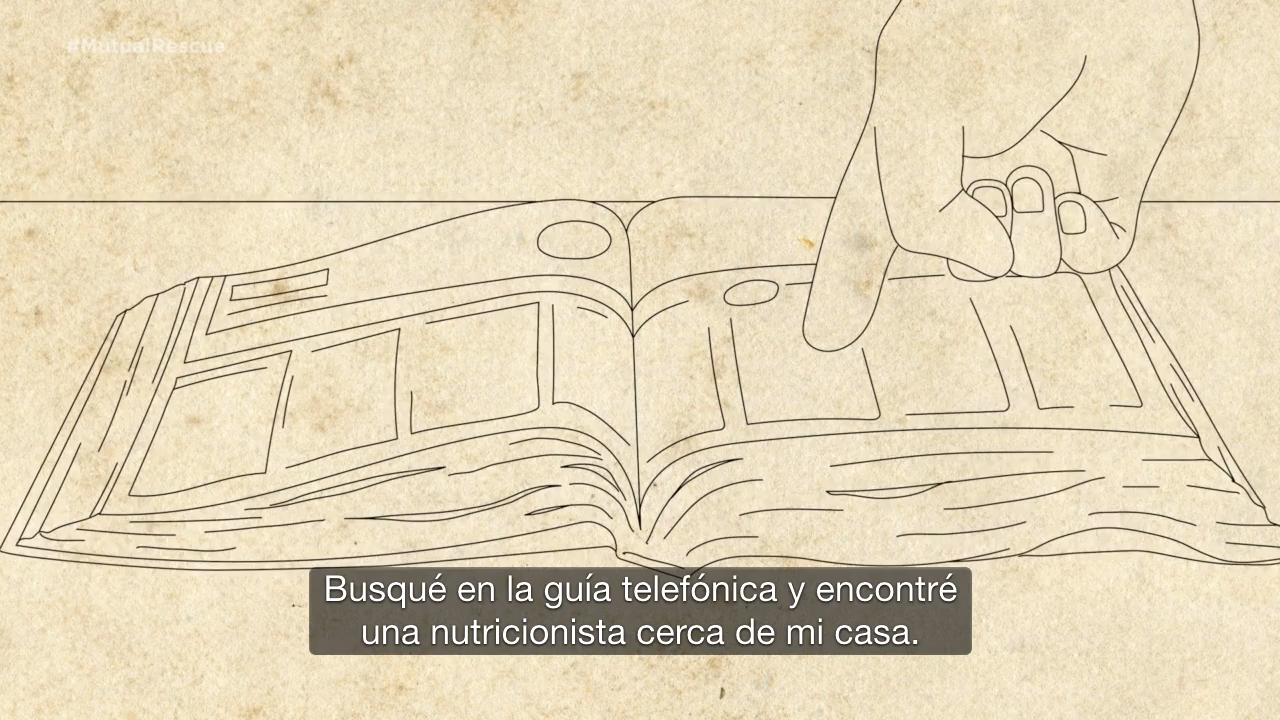 #MutualRescue
Busqué en la guía telefónica y encontré
una nutricionista cerca de mi casa.